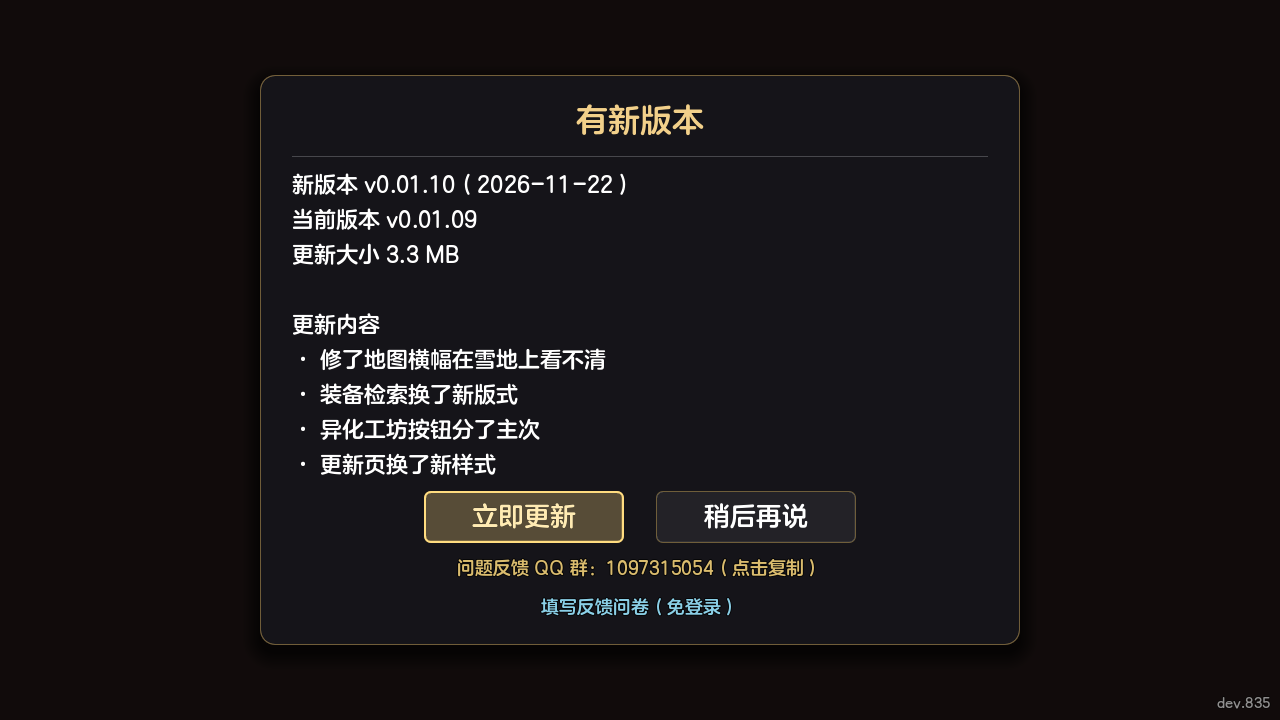 有新版本
新版本 v0.01.10 ( 2026-11-22 )
当前版本 v0.01.09
更新大小 3.3 MB
更新内容
· 修了地图横幅在雪地上看不清
· 装备检索换了新版式
· 异化工坊按钮分了主次
· 更新页换了新样式
立即更新
稍后再说
问题反馈 QQ 群：1097315054 ( 点击复制 )
填写反馈问卷 ( 免登录 )
dev.835